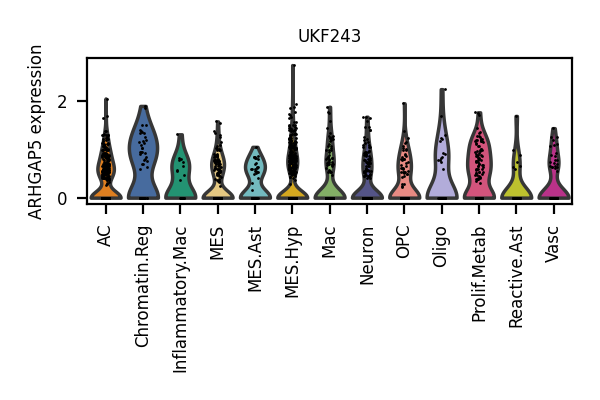 UKF243
ARHGAP5 expression
2
0
AC
Chromatin.Reg
Inflammatory.Mac
MES
MES.Ast
MES.Hyp
Mac
Neuron
OPC
Oligo
Prolif.Metab
Reactive.Ast
Vasc